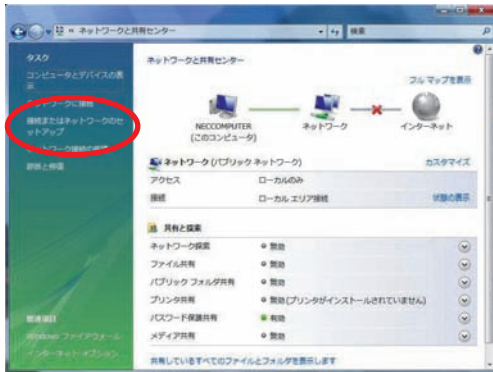 ネットワークと共有センター
検索
タスク
コンピュータとデバイスの表
示
ネットワークに接続
接続またはネットワークのセ
ットアップ
ネットワーク接続の管理
診断と修復
ネットワークと共有センター
フル マップを表示
NECCOMPUTER
(このコンピュータ)
ネットワーク
インターネット
ネットワーク (パブリック ネットワーク)
カスタマイズ
アクセス
ローカルのみ
接続
ローカル エリア接続
状態の表示
共有と探索
ネットワーク探索
無効
ファイル共有
無効
パブリック フォルダ共有
無効
プリンタ共有
無効 (プリンタがインストールされていません)
パスワード保護共有
有効
メディア共有
無効
関連項目
Windows ファイアウォール
インターネット オプション
共有しているすべてのファイルとフォルダを表示します